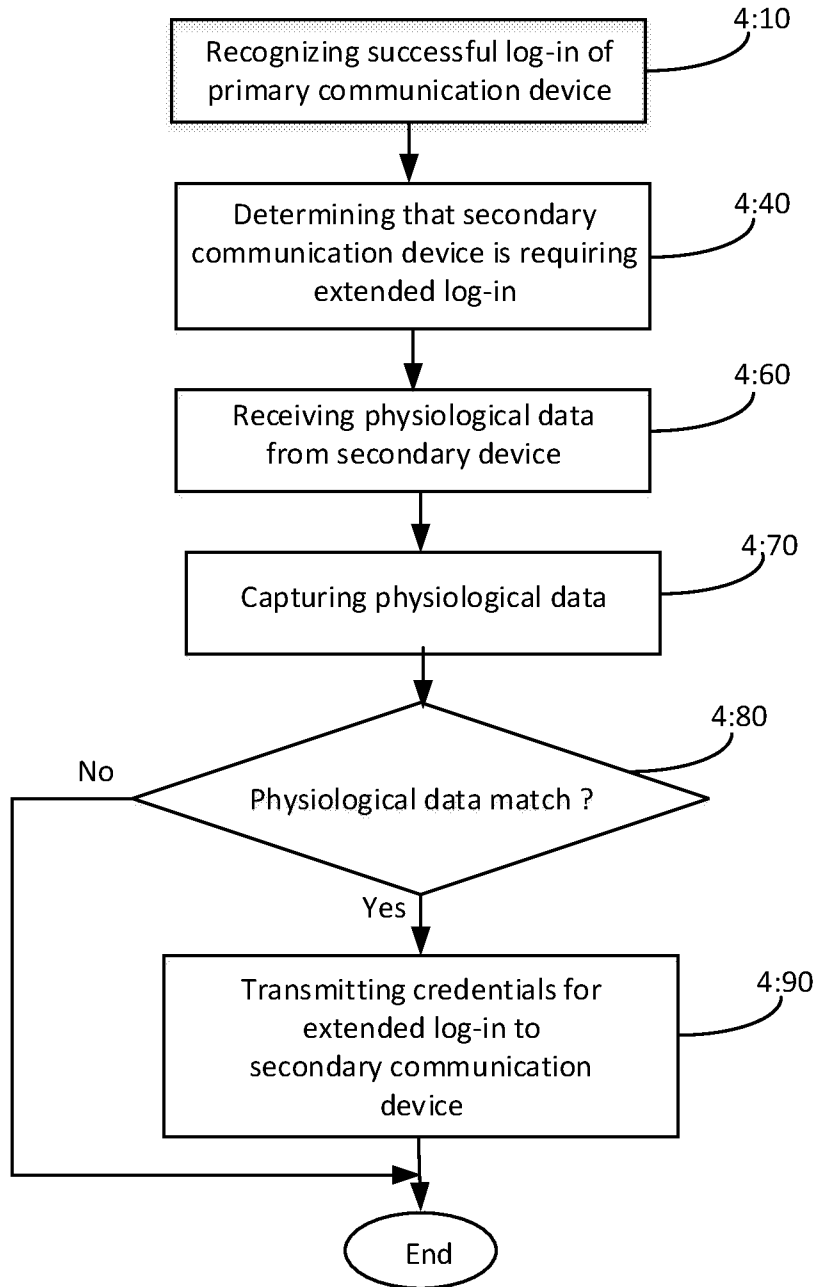 4:10
Recognizing successful log-in of
primary communication device
4:40
Determining that secondary
communication device is requiring
extended log-in
4:60
Receiving physiological data
from secondary device
4:70
Capturing physiological data
4:80
No
Physiological data match ?
Yes
4:90
Transmitting credentials for
extended log-in to
secondary communication
device
End